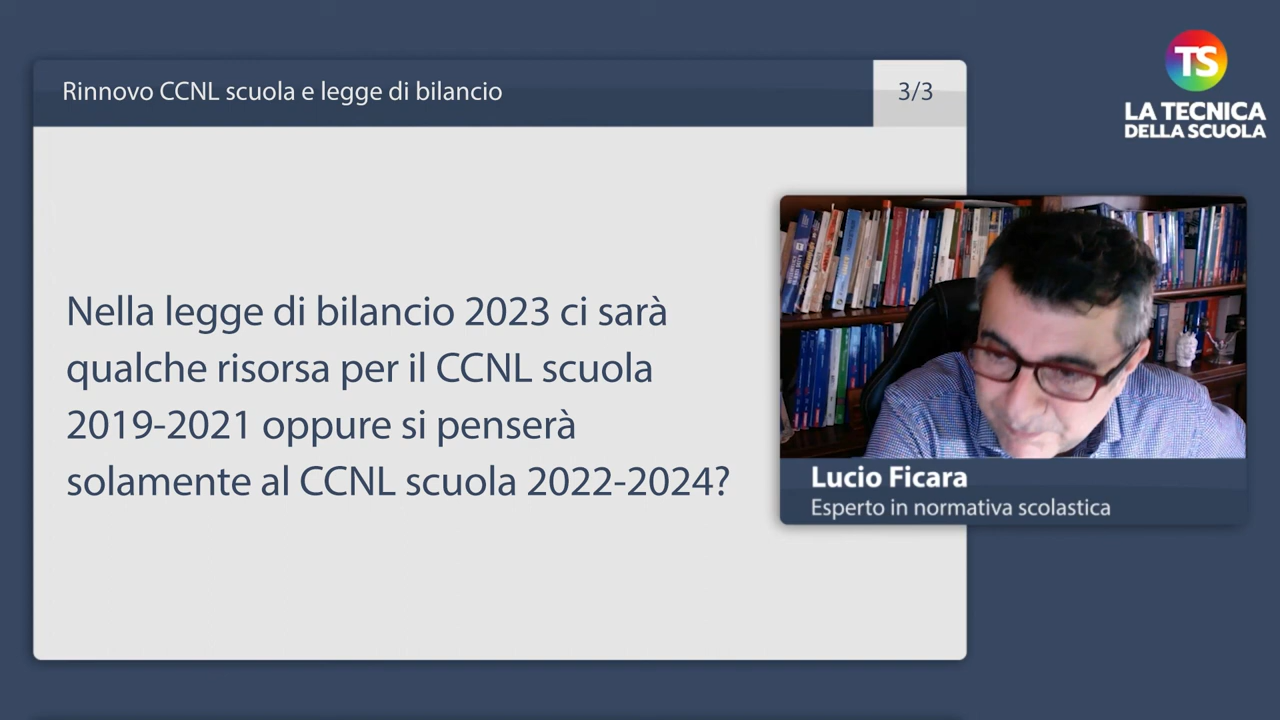 Rinnovo CCNL scuola e legge di bilancio
3/3
TS
LA TECNICA
DELLA SCUOLA
Nella legge di bilancio 2023 ci sarà
qualche risorsa per il CCNL scuola
2019-2021 oppure si penserà
solamente al CCNL scuola 2022-2024?
Lucio Ficara
Esperto in normativa scolastica